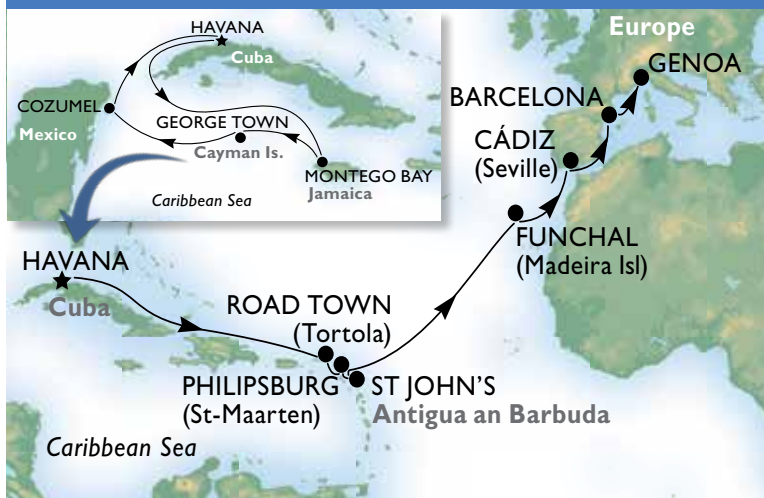 HAVANA
Cuba
COZUMEL
Mexico
GEORGE TOWN
Cayman Is.
MONTEGO BAY
Jamaica
Caribbean Sea
Europe
GENOA
BARCELONA
CÁDIZ
(Seville)
FUNCHAL
(Madeira Isl)
HAVANA
Cuba
ROAD TOWN
(Tortola)
PHILIPSBURG
(St-Maarten)
ST JOHN'S
Antigua an Barbuda
Caribbean Sea